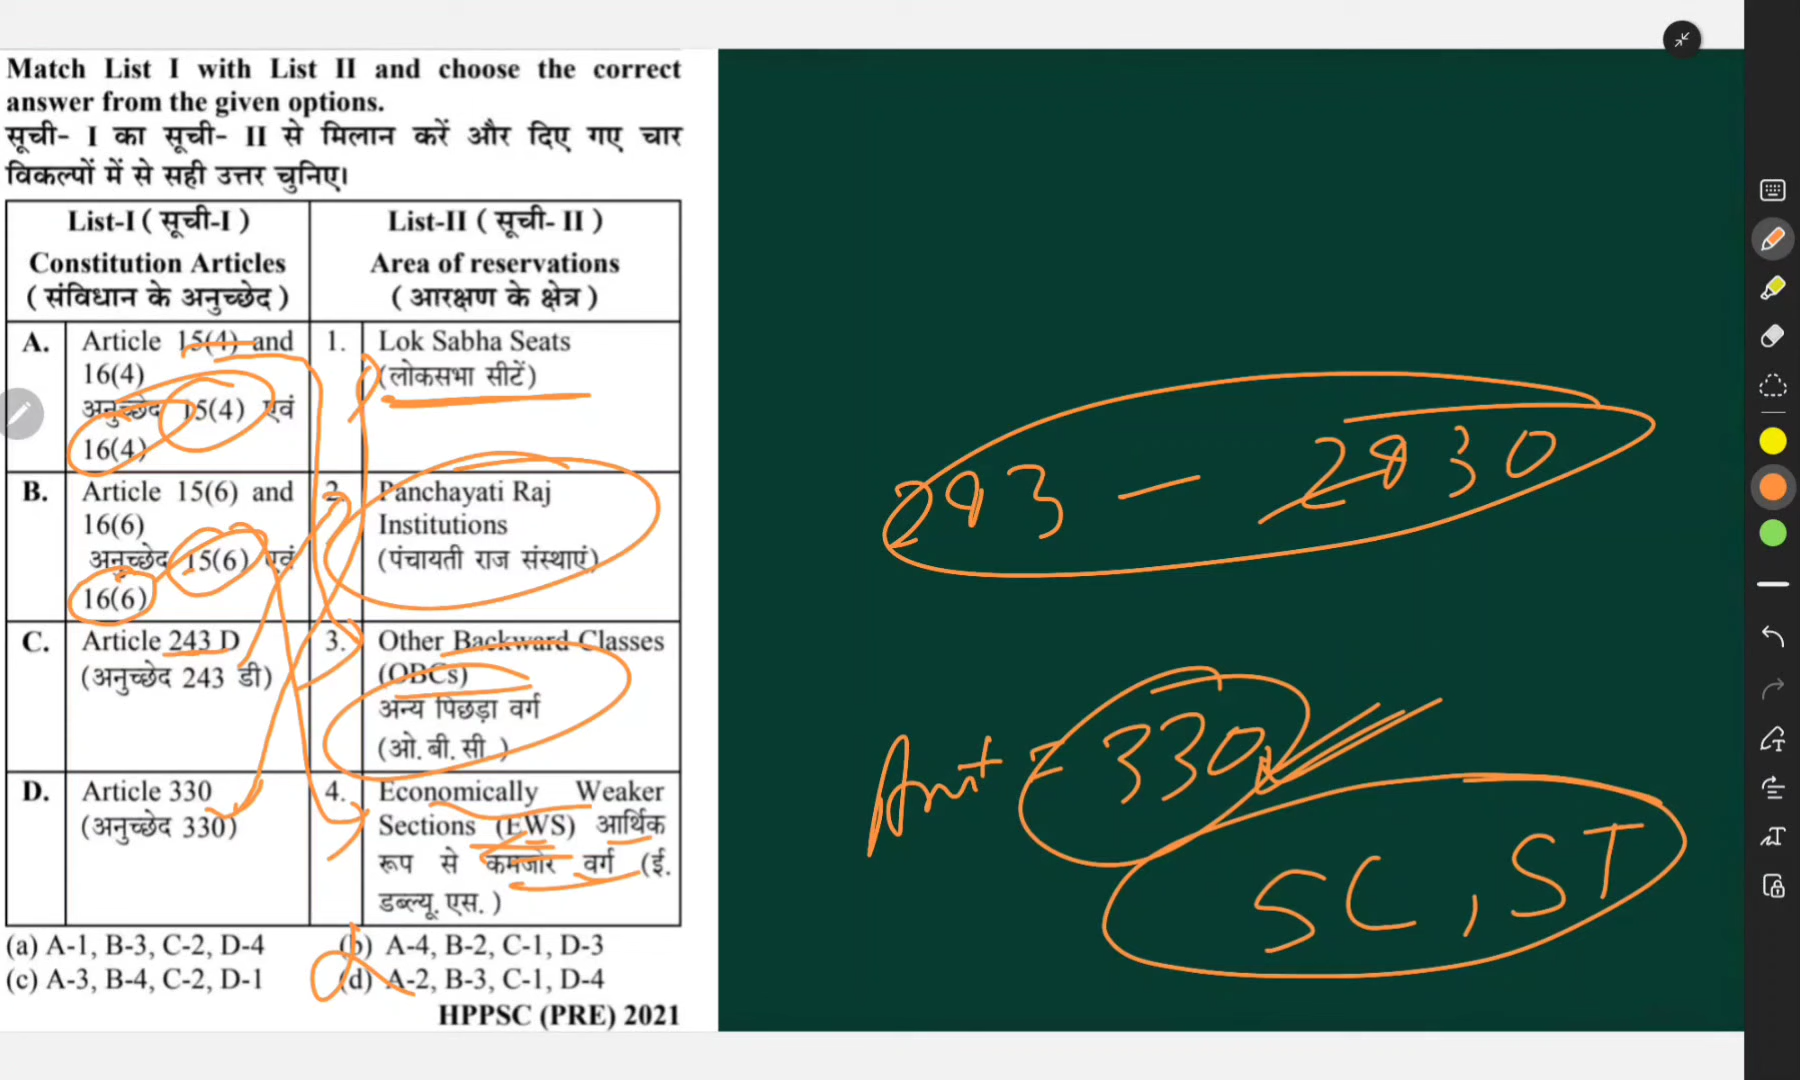 Match List I with List II and choose the correct
answer from the given options.
सूची- I का सूची- II से मिलान करें और दिए गए चार
विकल्पों में से सही उत्तर चुनिए।
List-I ( सूची-I )
Constitution Articles
( संविधान के अनुच्छेद )
List-II ( सूची- II )
Area of reservations
( आरक्षण के क्षेत्र )
A. Article 15(4) and
16(4)
अनुच्छेद 15(4) एवं
16(4)
1. Lok Sabha Seats
(लोकसभा सीटें)
B. Article 15(6) and
16(6)
अनुच्छेद 15(6) एवं
16(6)
2. Panchayati Raj
Institutions
(पंचायती राज संस्थाएं)
C. Article 243 D
(अनुच्छेद 243 डी)
3. Other Backward Classes
(OBCs)
अन्य पिछड़ा वर्ग
(ओ. बी. सी )
D. Article 330
(अनुच्छेद 330)
4. Economically Weaker
Sections (EWS) आर्थिक
रूप से कमजोर वर्ग (ई.
डब्ल्यू. एस. )
(a) A-1, B-3, C-2, D-4 (b) A-4, B-2, C-1, D-3
(c) A-3, B-4, C-2, D-1 (d) A-2, B-3, C-1, D-4
HPPSC (PRE) 2021
330
SC, ST